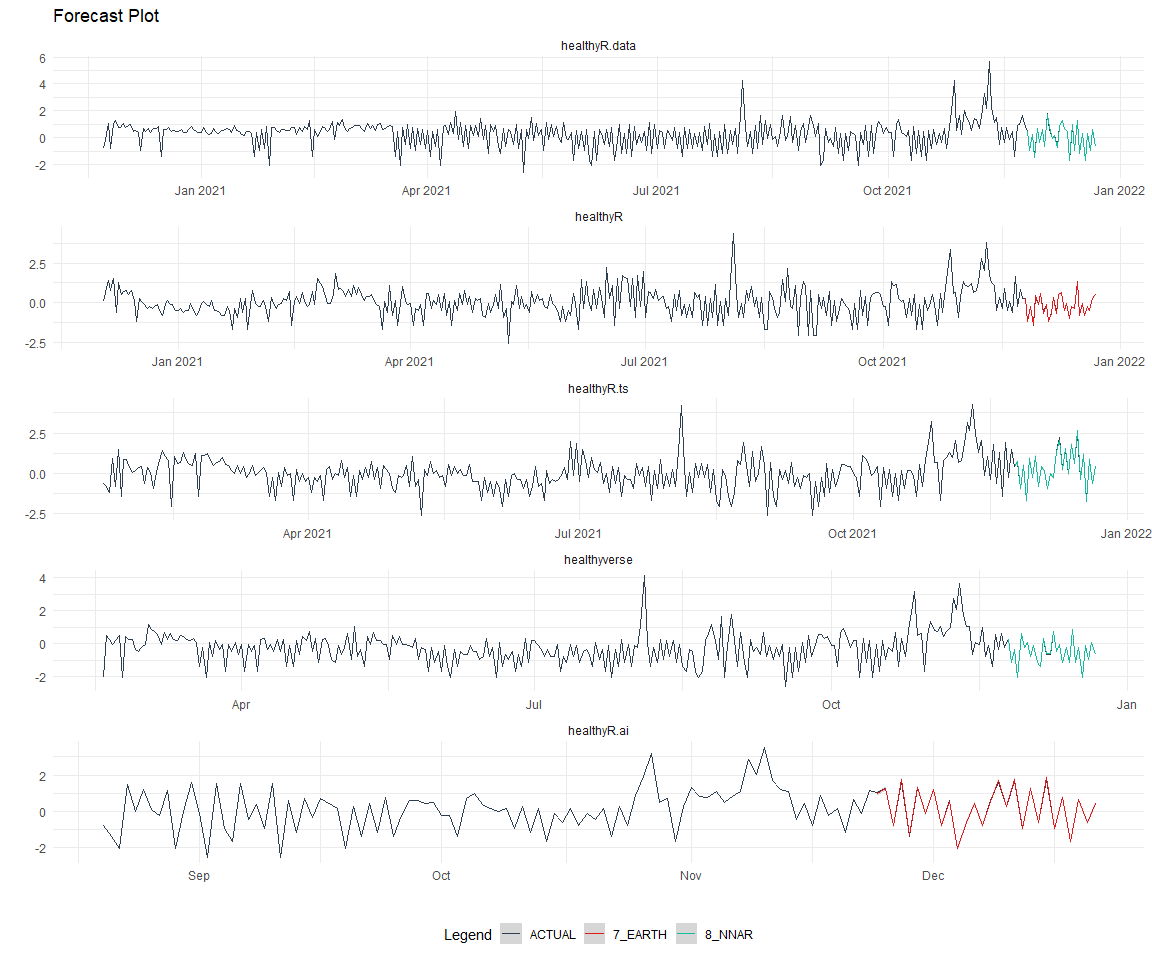 Forecast Plot
healthyR.data
6
4
2
0
-2
Jan 2021 Apr 2021 Jul 2021 Oct 2021 Jan 2022
healthyR
2.5
0.0
-2.5
Jan 2021 Apr 2021 Jul 2021 Oct 2021 Jan 2022
healthyR.ts
2.5
0.0
-2.5
Apr 2021 Jul 2021 Oct 2021 Jan 2022
healthyverse
4
2
0
-2
Apr Jul Oct Jan
healthyR.ai
2
0
-2
Sep Oct Nov Dec
Legend ACTUAL 7_EARTH 8_NNAR